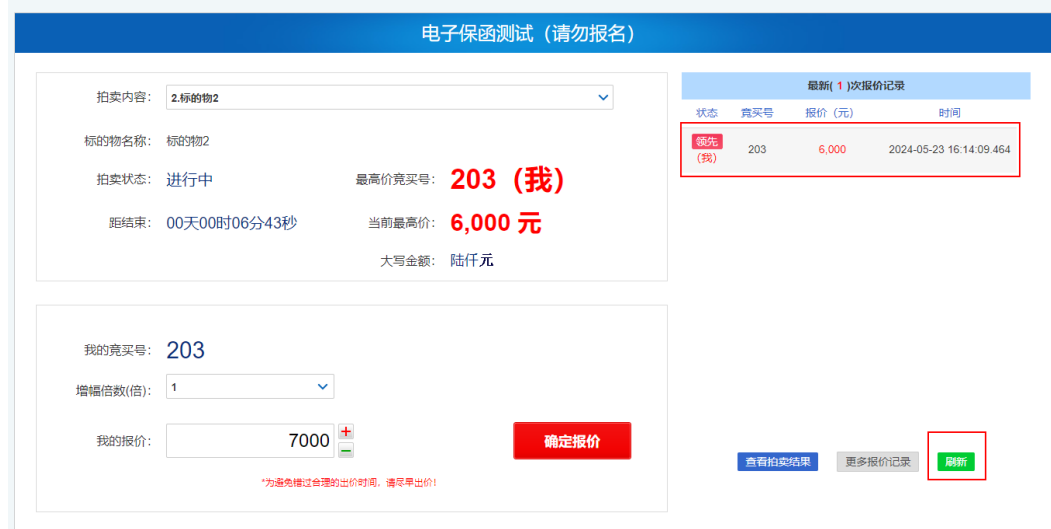 电子保函测试（请勿报名）
拍卖内容： 2.标的物2
标的物名称： 标的物2
拍卖状态： 进行中 最高价竞买号： 203（我）
距结束： 00天00时06分43秒 当前最高价： 6,000 元
大写金额： 陆仟元
我的竞买号： 203
增幅倍数(倍)： 1
我的报价： 7000 确定报价
*为避免错过合理的出价时间，请尽早出价！
最新( 1 )次报价记录
状态 竞买号 报价（元） 时间
领先 203 6,000 2024-05-23 16:14:09.464
(我)
查看拍卖结果 更多报价记录 刷新